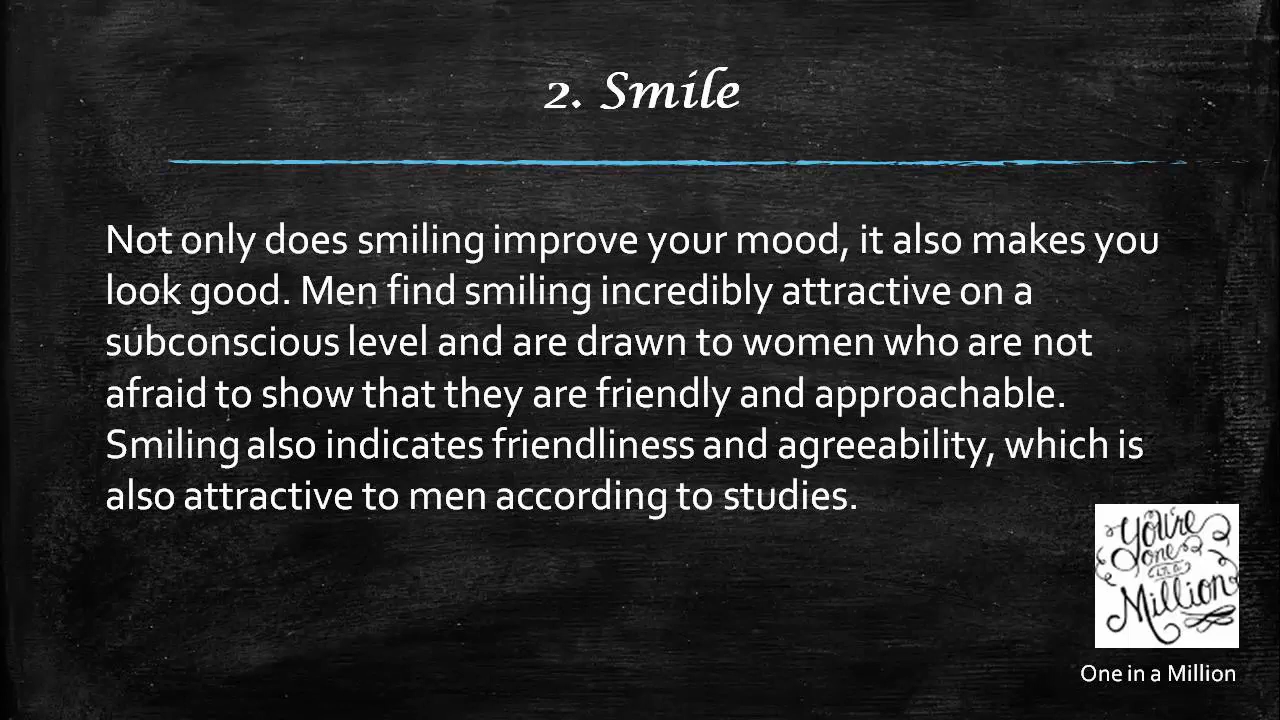 2. Smile
Not only does smiling improve your mood, it also makes you
look good. Men find smiling incredibly attractive on a
subconscious level and are drawn to women who are not
afraid to show that they are friendly and approachable.
Smiling also indicates friendliness and agreeability, which is
also attractive to men according to studies.
You're
one
in a
Million
One in a Million